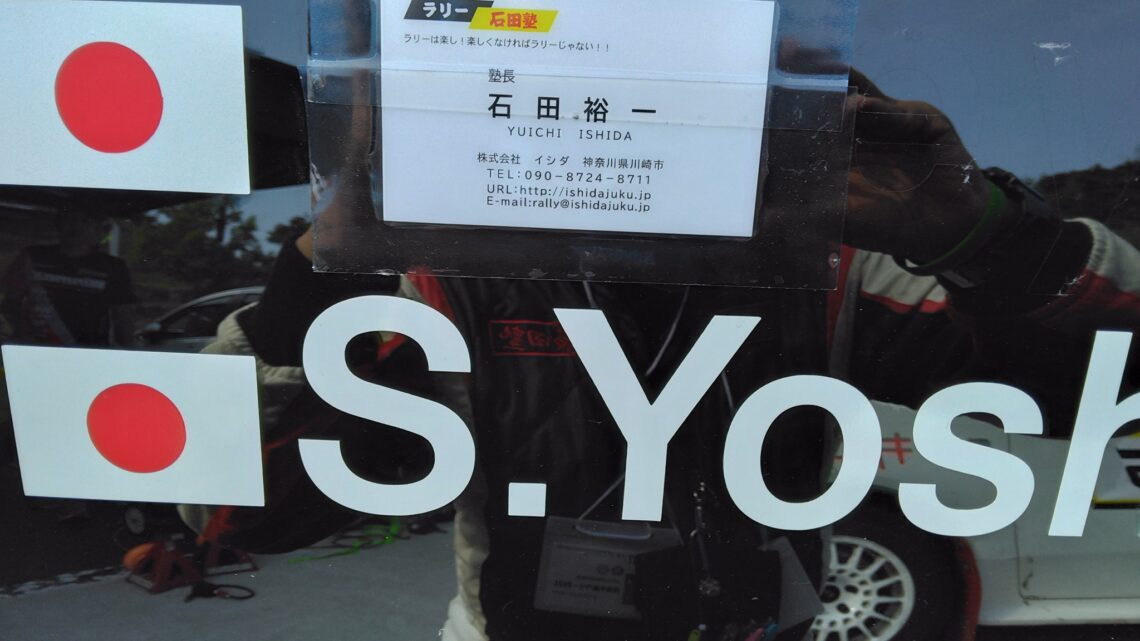 ラリー 石田塾
ラリーは楽し！楽しくなければラリーじゃない！！
塾長
石田裕一
YUICHI ISHIDA
株式会社 イシダ 神奈川県川崎市
TEL:090-8724-8711
URL:http://ishidajuku.jp
E-mail:rally@ishidajuku.jp
S.Yosh